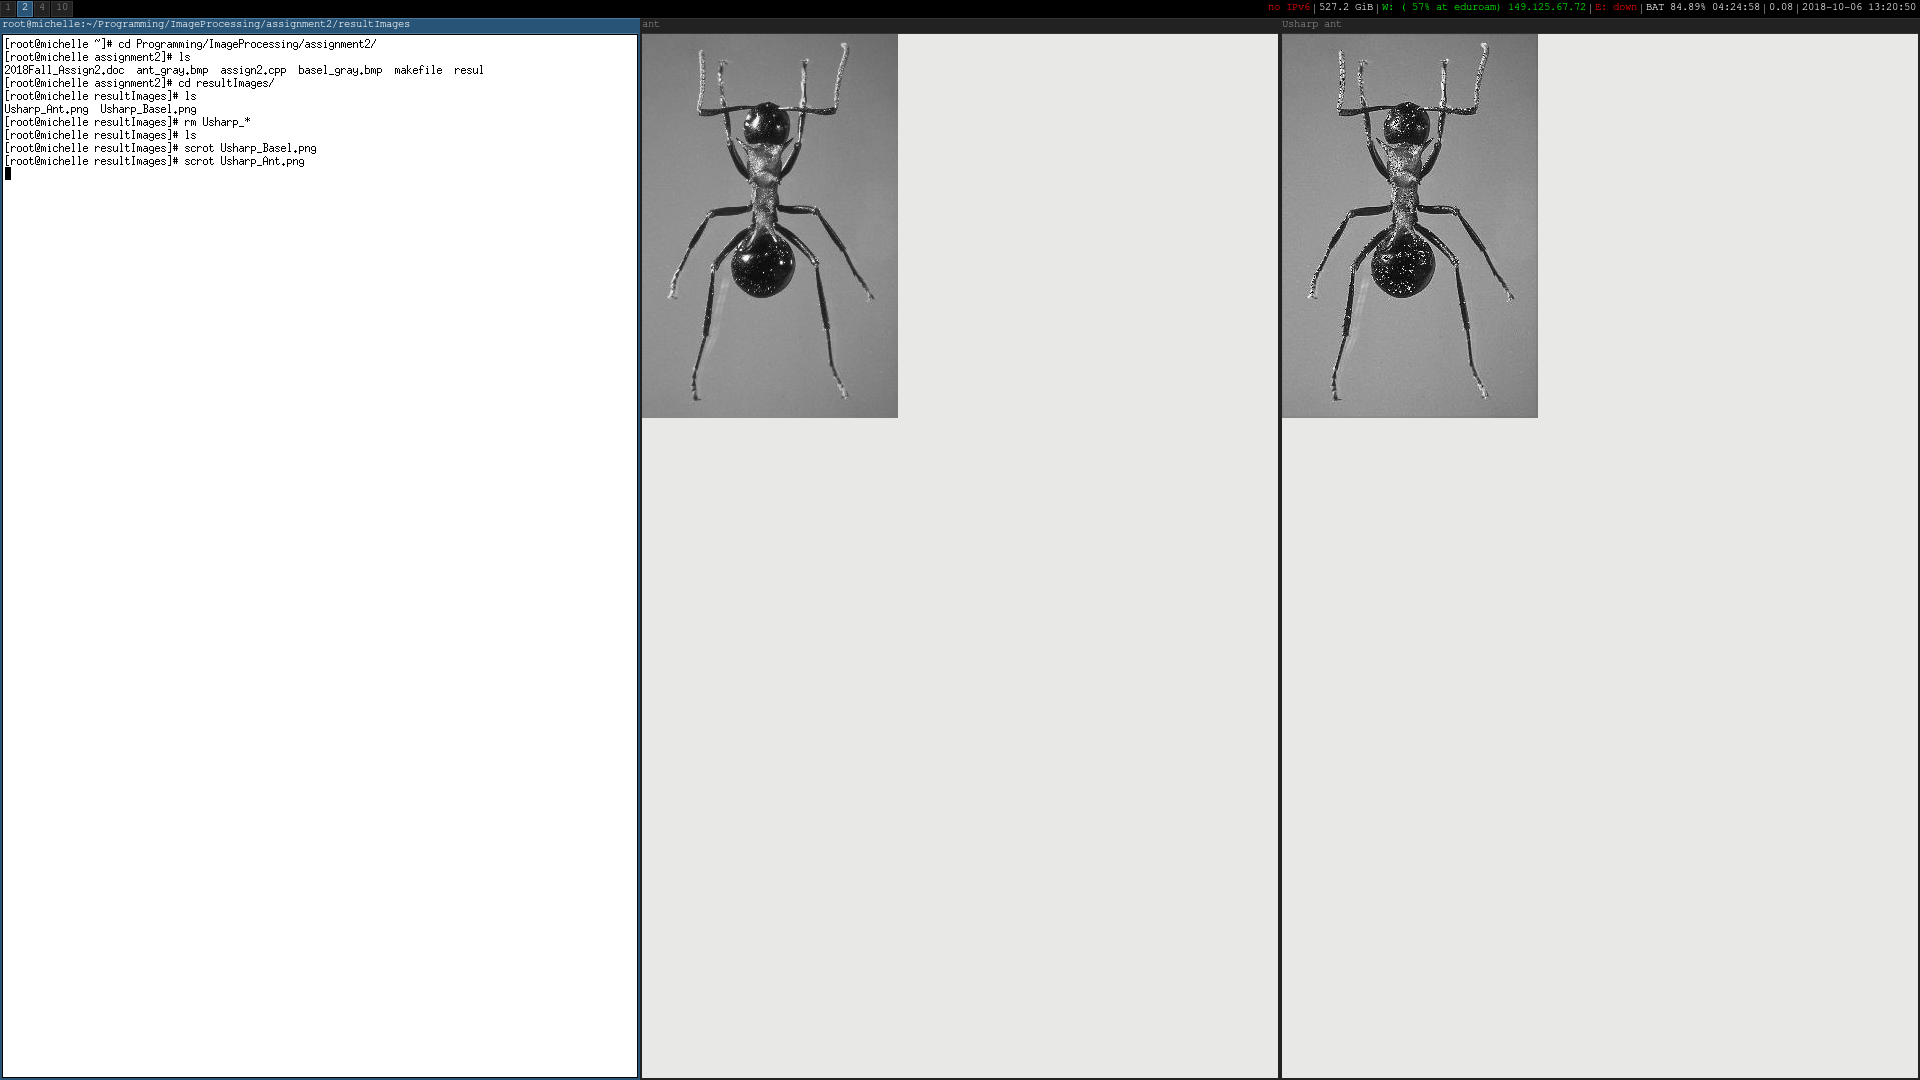 1 2 4 10
no IPv6|527.2 GiB|W: ( 57% at eduroam) 149.125.67.72|E: down|BAT 84.89% 04:24:58|0.08|2018-10-06 13:20:50
root@michelle:~/Programming/ImageProcessing/assignment2/resultImages
[root@michelle ~]# cd Programming/ImageProcessing/assignment2/
[root@michelle assignment2]# ls
2018Fall_Assign2.doc  ant_gray.bmp  assign2.cpp  basel_gray.bmp  makefile  resul
[root@michelle assignment2]# cd resultImages/
[root@michelle resultImages]# ls
Usharp_Ant.png  Usharp_Basel.png
[root@michelle resultImages]# rm Usharp_*
[root@michelle resultImages]# ls
[root@michelle resultImages]# scrot Usharp_Basel.png
[root@michelle resultImages]# scrot Usharp_Ant.png
ant
Usharp ant